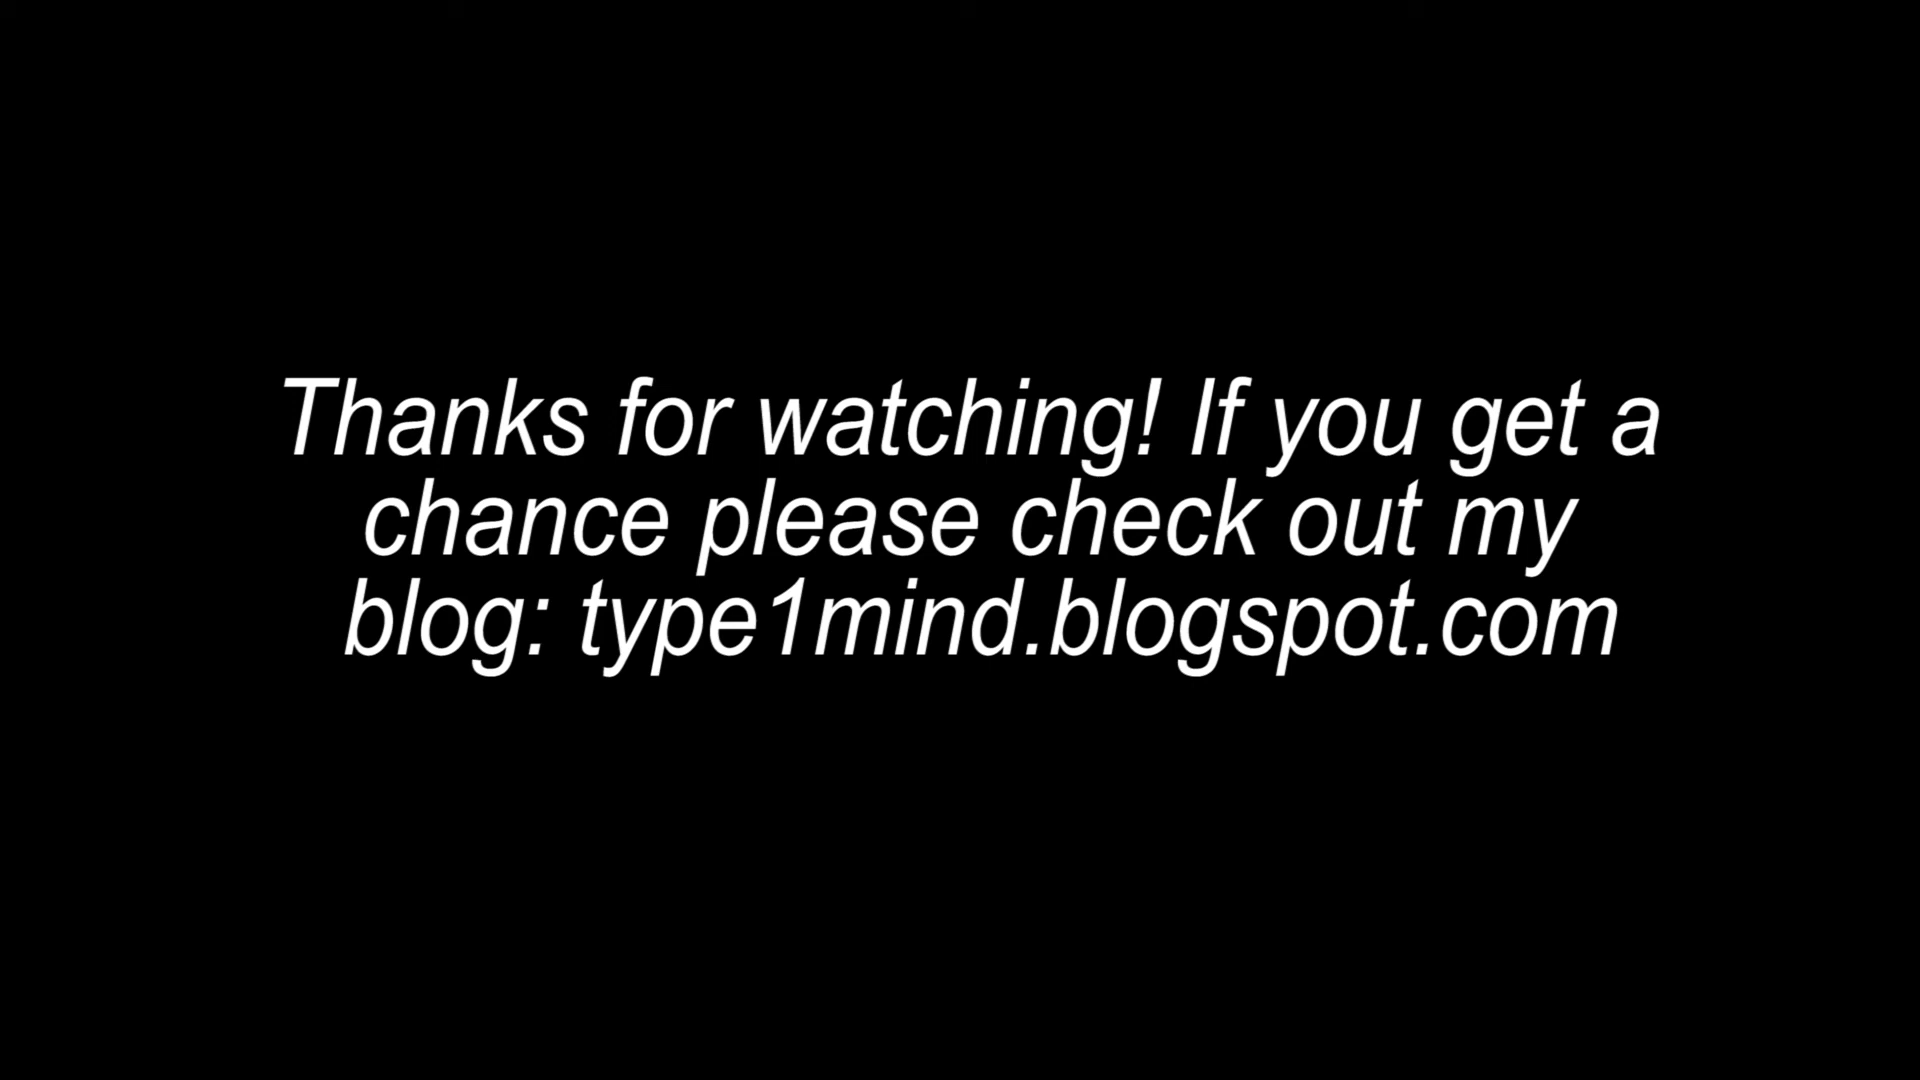 Thanks for watching! If you get a
chance please check out my
blog: type1mind.blogspot.com